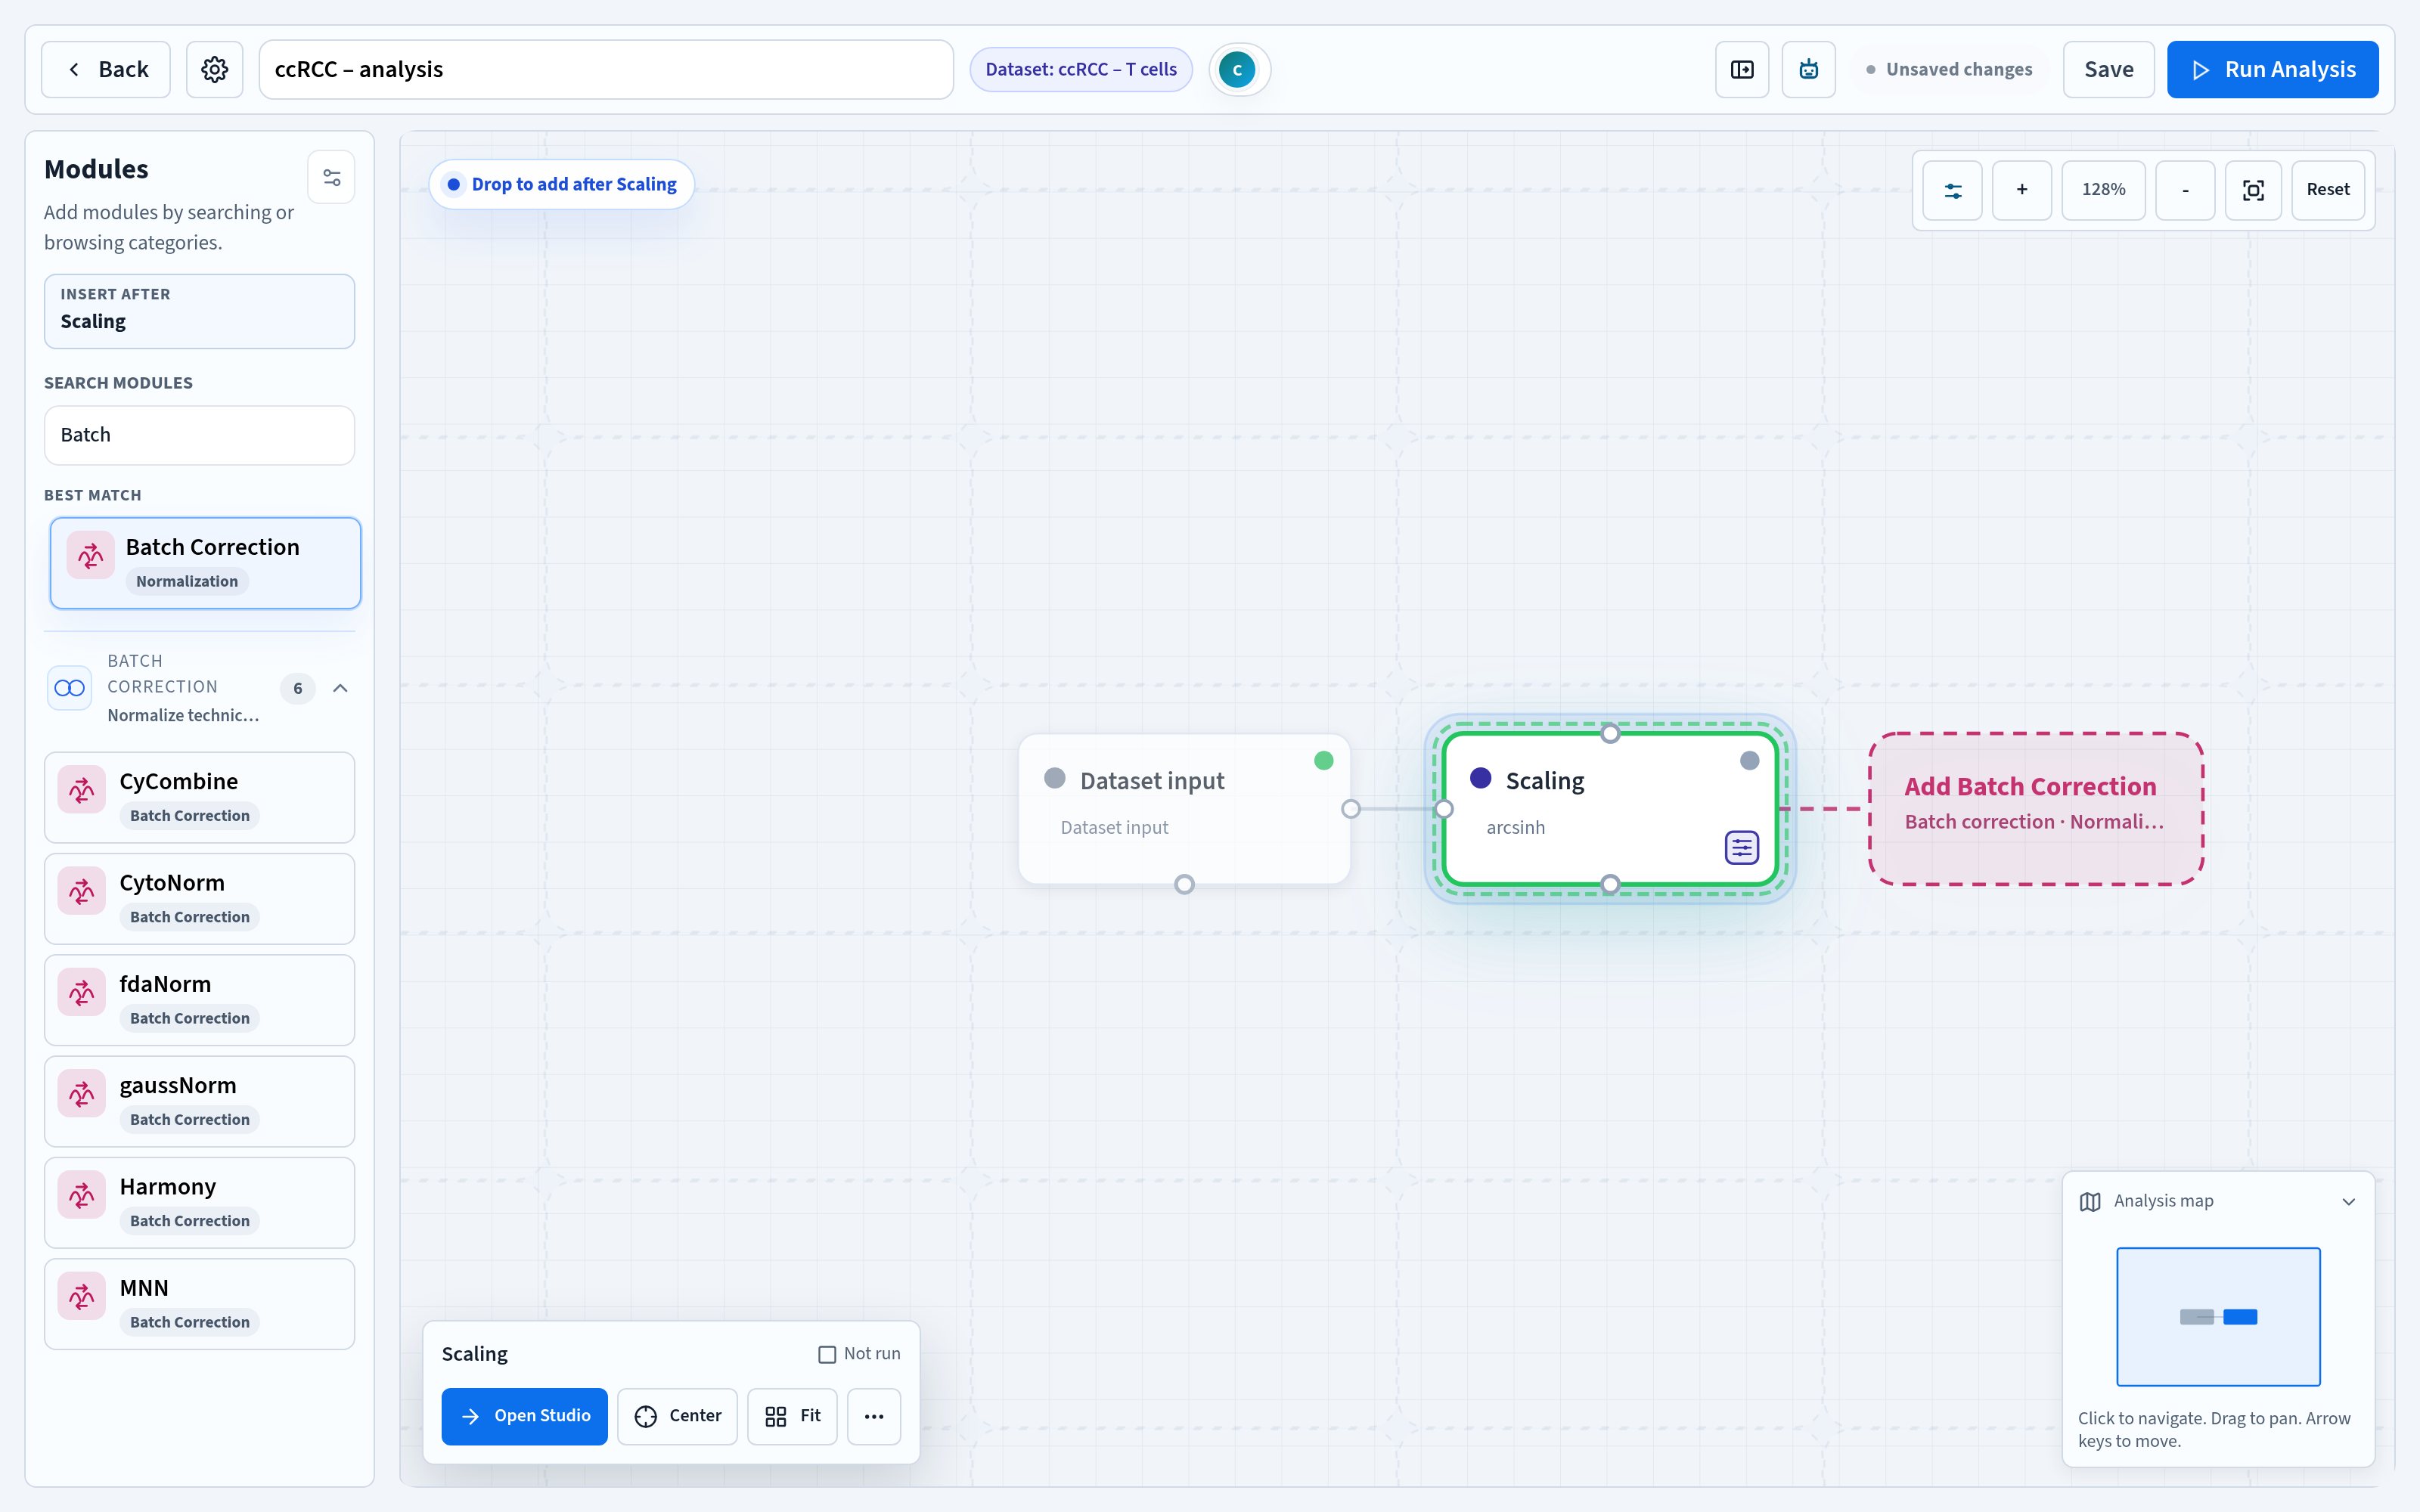 Back
ccRCC – analysis
Dataset: ccRCC – T cells
C
Unsaved changes
Save
Run Analysis
Modules
Add modules by searching or
browsing categories.
INSERT AFTER
Scaling
SEARCH MODULES
Batch
BEST MATCH
Batch Correction
Normalization
BATCH
CORRECTION
6
Normalize technic...
CyCombine
Batch Correction
CytoNorm
Batch Correction
fdaNorm
Batch Correction
gaussNorm
Batch Correction
Harmony
Batch Correction
MNN
Batch Correction
Drop to add after Scaling
+
128%
-
Reset
Dataset input
Dataset input
Scaling
arcsinh
Add Batch Correction
Batch correction · Normali...
Scaling
Not run
Open Studio
Center
Fit
Analysis map
Click to navigate. Drag to pan. Arrow
keys to move.